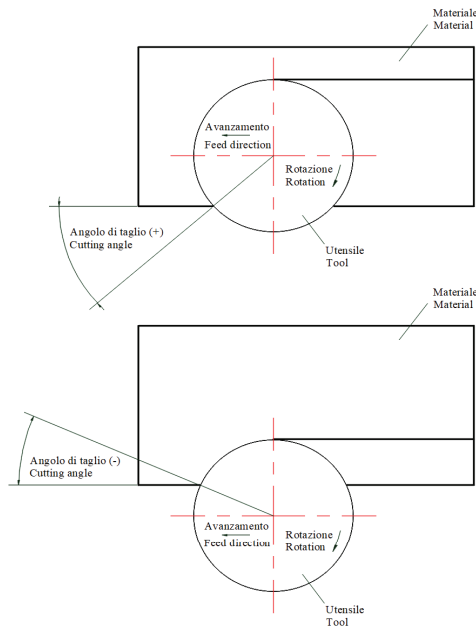 Materiale
Material
Avanzamento
Feed direction
Rotazione
Rotation
Angolo di taglio (+)
Cutting angle
Utensile
Tool
Materiale
Material
Angolo di taglio (-)
Cutting angle
Avanzamento
Feed direction
Rotazione
Rotation
Utensile
Tool